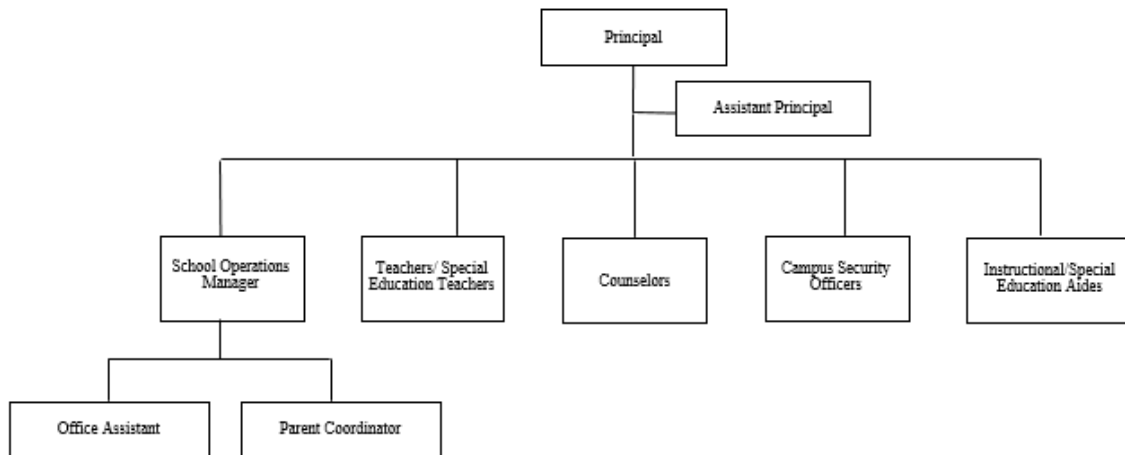 Principal
Assistant Principal
School Operations
Manager
Teachers/ Special
Education Teachers
Counselors
Campus Security
Officers
Instructional/Special
Education Aides
Office Assistant
Parent Coordinator